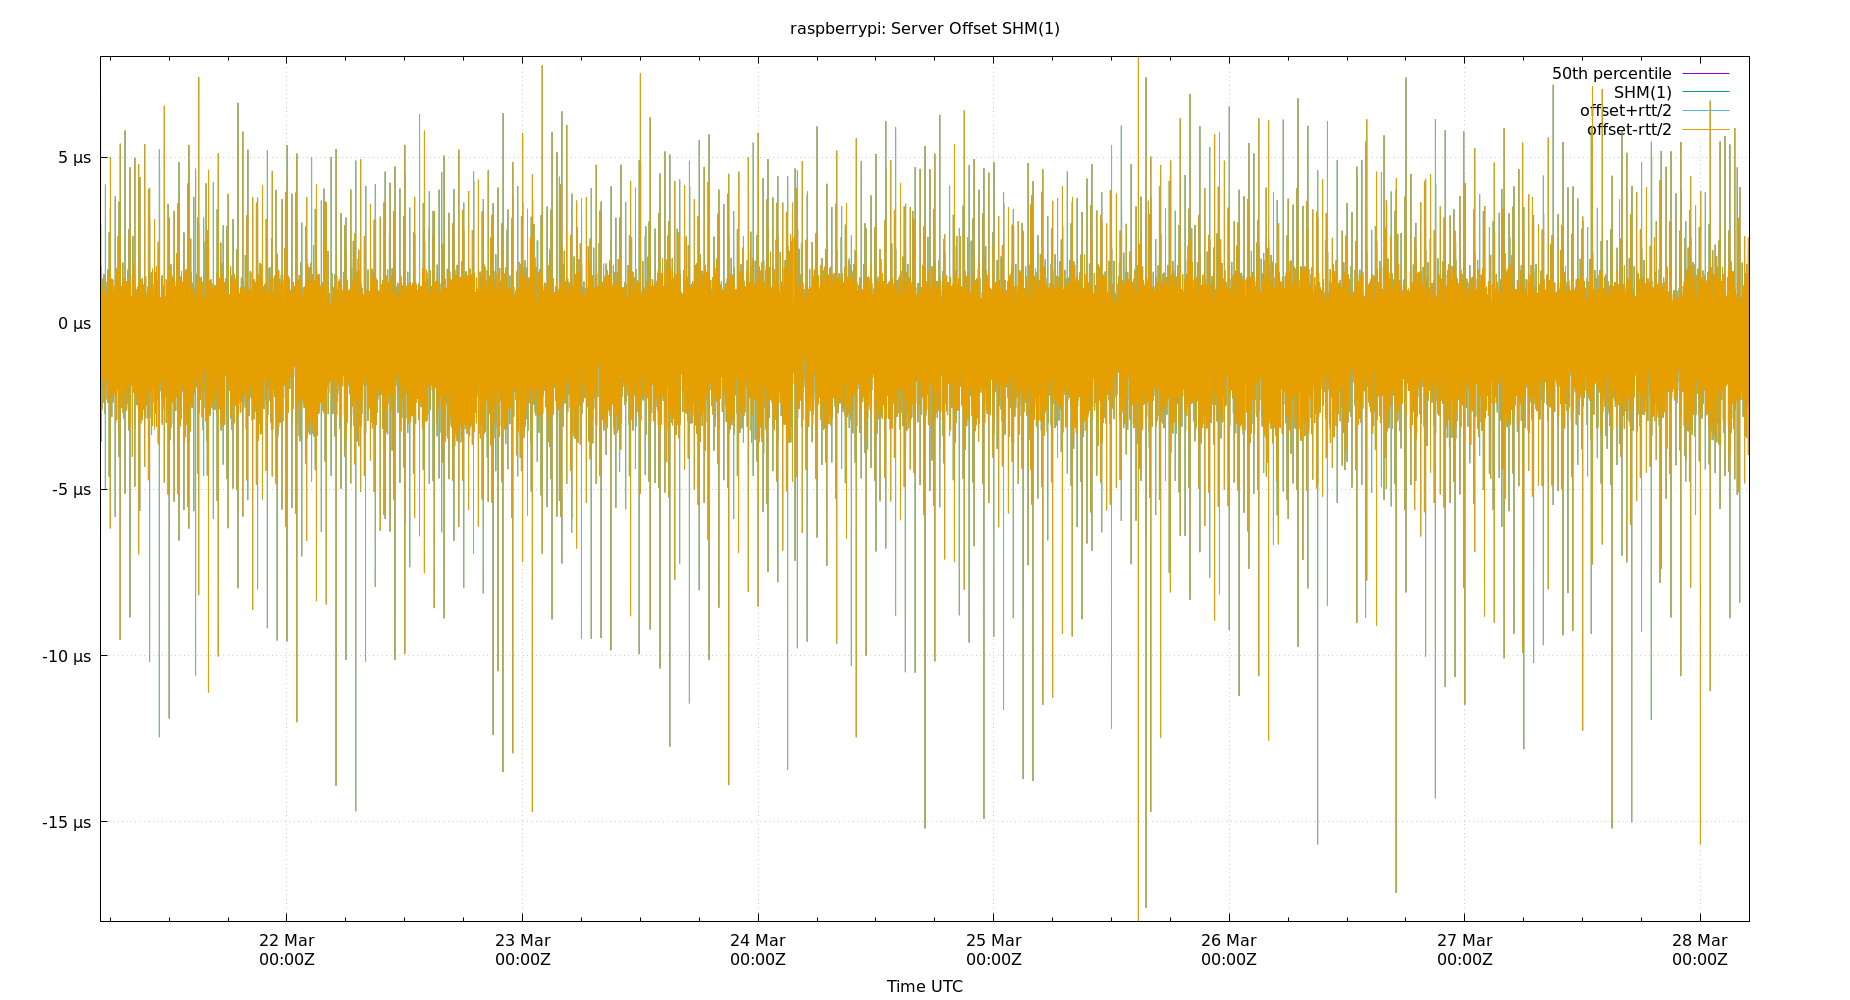 raspberrypi: Server Offset SHM(1)
50th percentile
SHM(1)
offset+rtt/2
offset-rtt/2
5 µs
0 µs
-5 µs
-10 µs
-15 µs
22 Mar 23 Mar 24 Mar 25 Mar 26 Mar 27 Mar 28 Mar
00:00Z 00:00Z 00:00Z 00:00Z 00:00Z 00:00Z 00:00Z
Time UTC